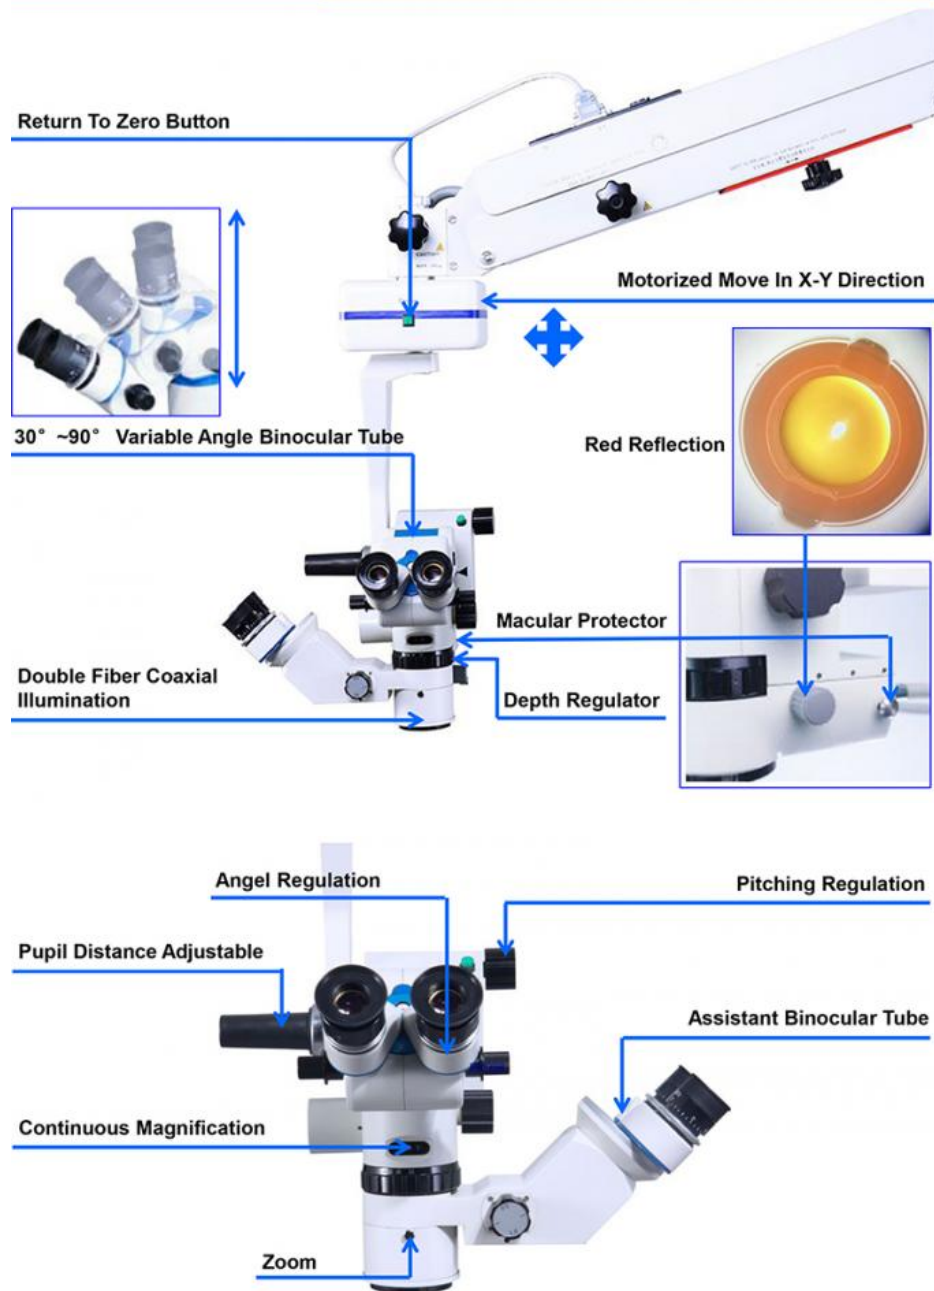 Return To Zero Button
Motorized Move In X-Y Direction
30° ~90° Variable Angle Binocular Tube
Red Reflection
Macular Protector
Double Fiber Coaxial
Illumination
Depth Regulator
Angel Regulation
Pitching Regulation
Pupil Distance Adjustable
Assistant Binocular Tube
Continuous Magnification
Zoom